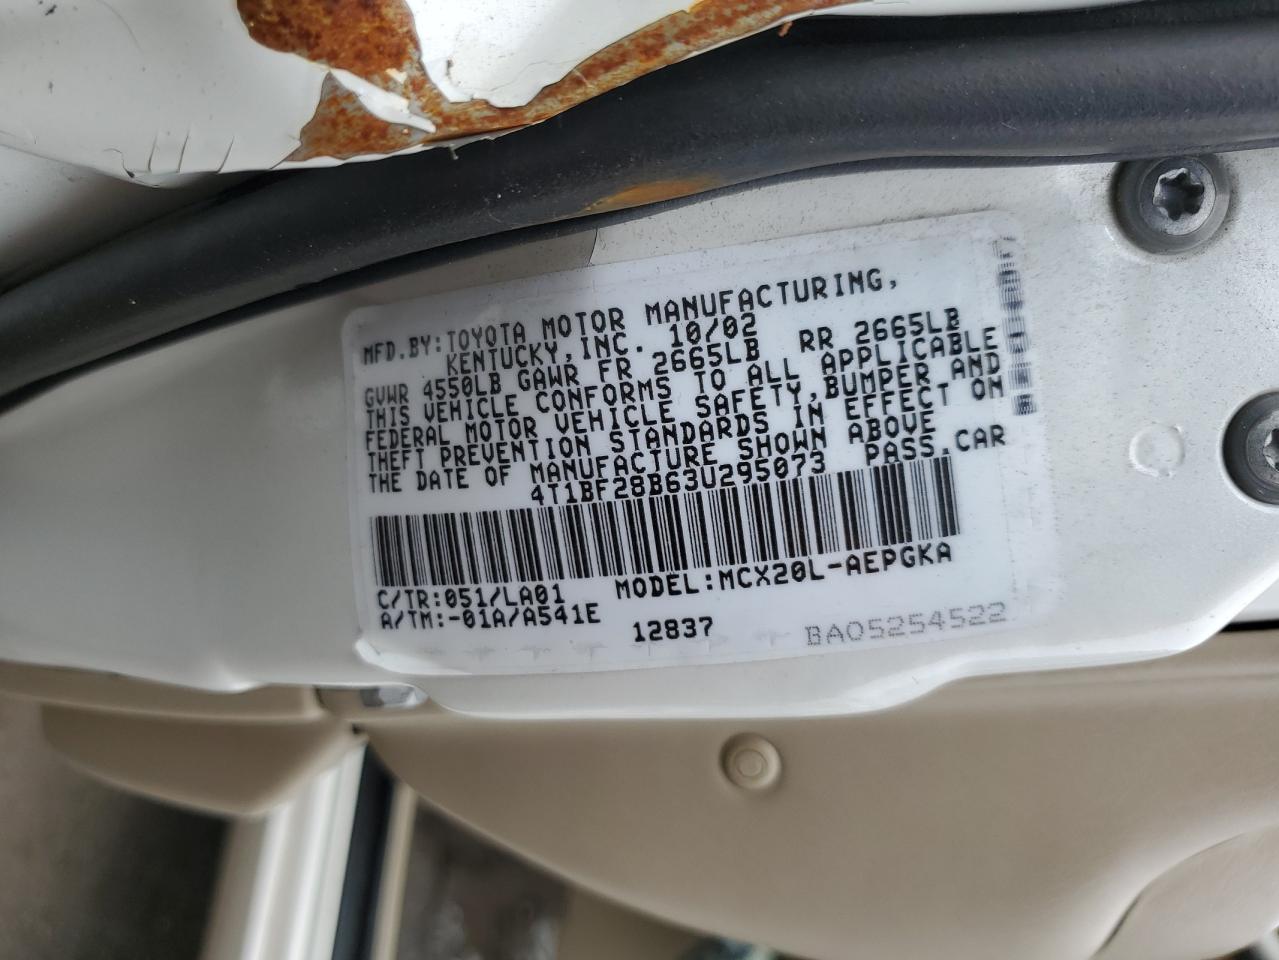 MFD.BY:TOYOTA MOTOR MANUFACTURING,
KENTUCKY,INC. 10/02
GVWR 4550LB GAWR FR 2665LB RR 2665LB
THIS VEHICLE CONFORMS TO ALL APPLICABLE
FEDERAL MOTOR VEHICLE SAFETY,BUMPER AND
THEFT PREVENTION STANDARDS IN EFFECT ON
THE DATE OF MANUFACTURE SHOWN ABOVE
4T1BF28B63U295073 PASS.CAR
C/TR:051/LA01 MODEL:MCX20L-AEPGKA
A/TM:-01A/A541E
12837 BA05254522